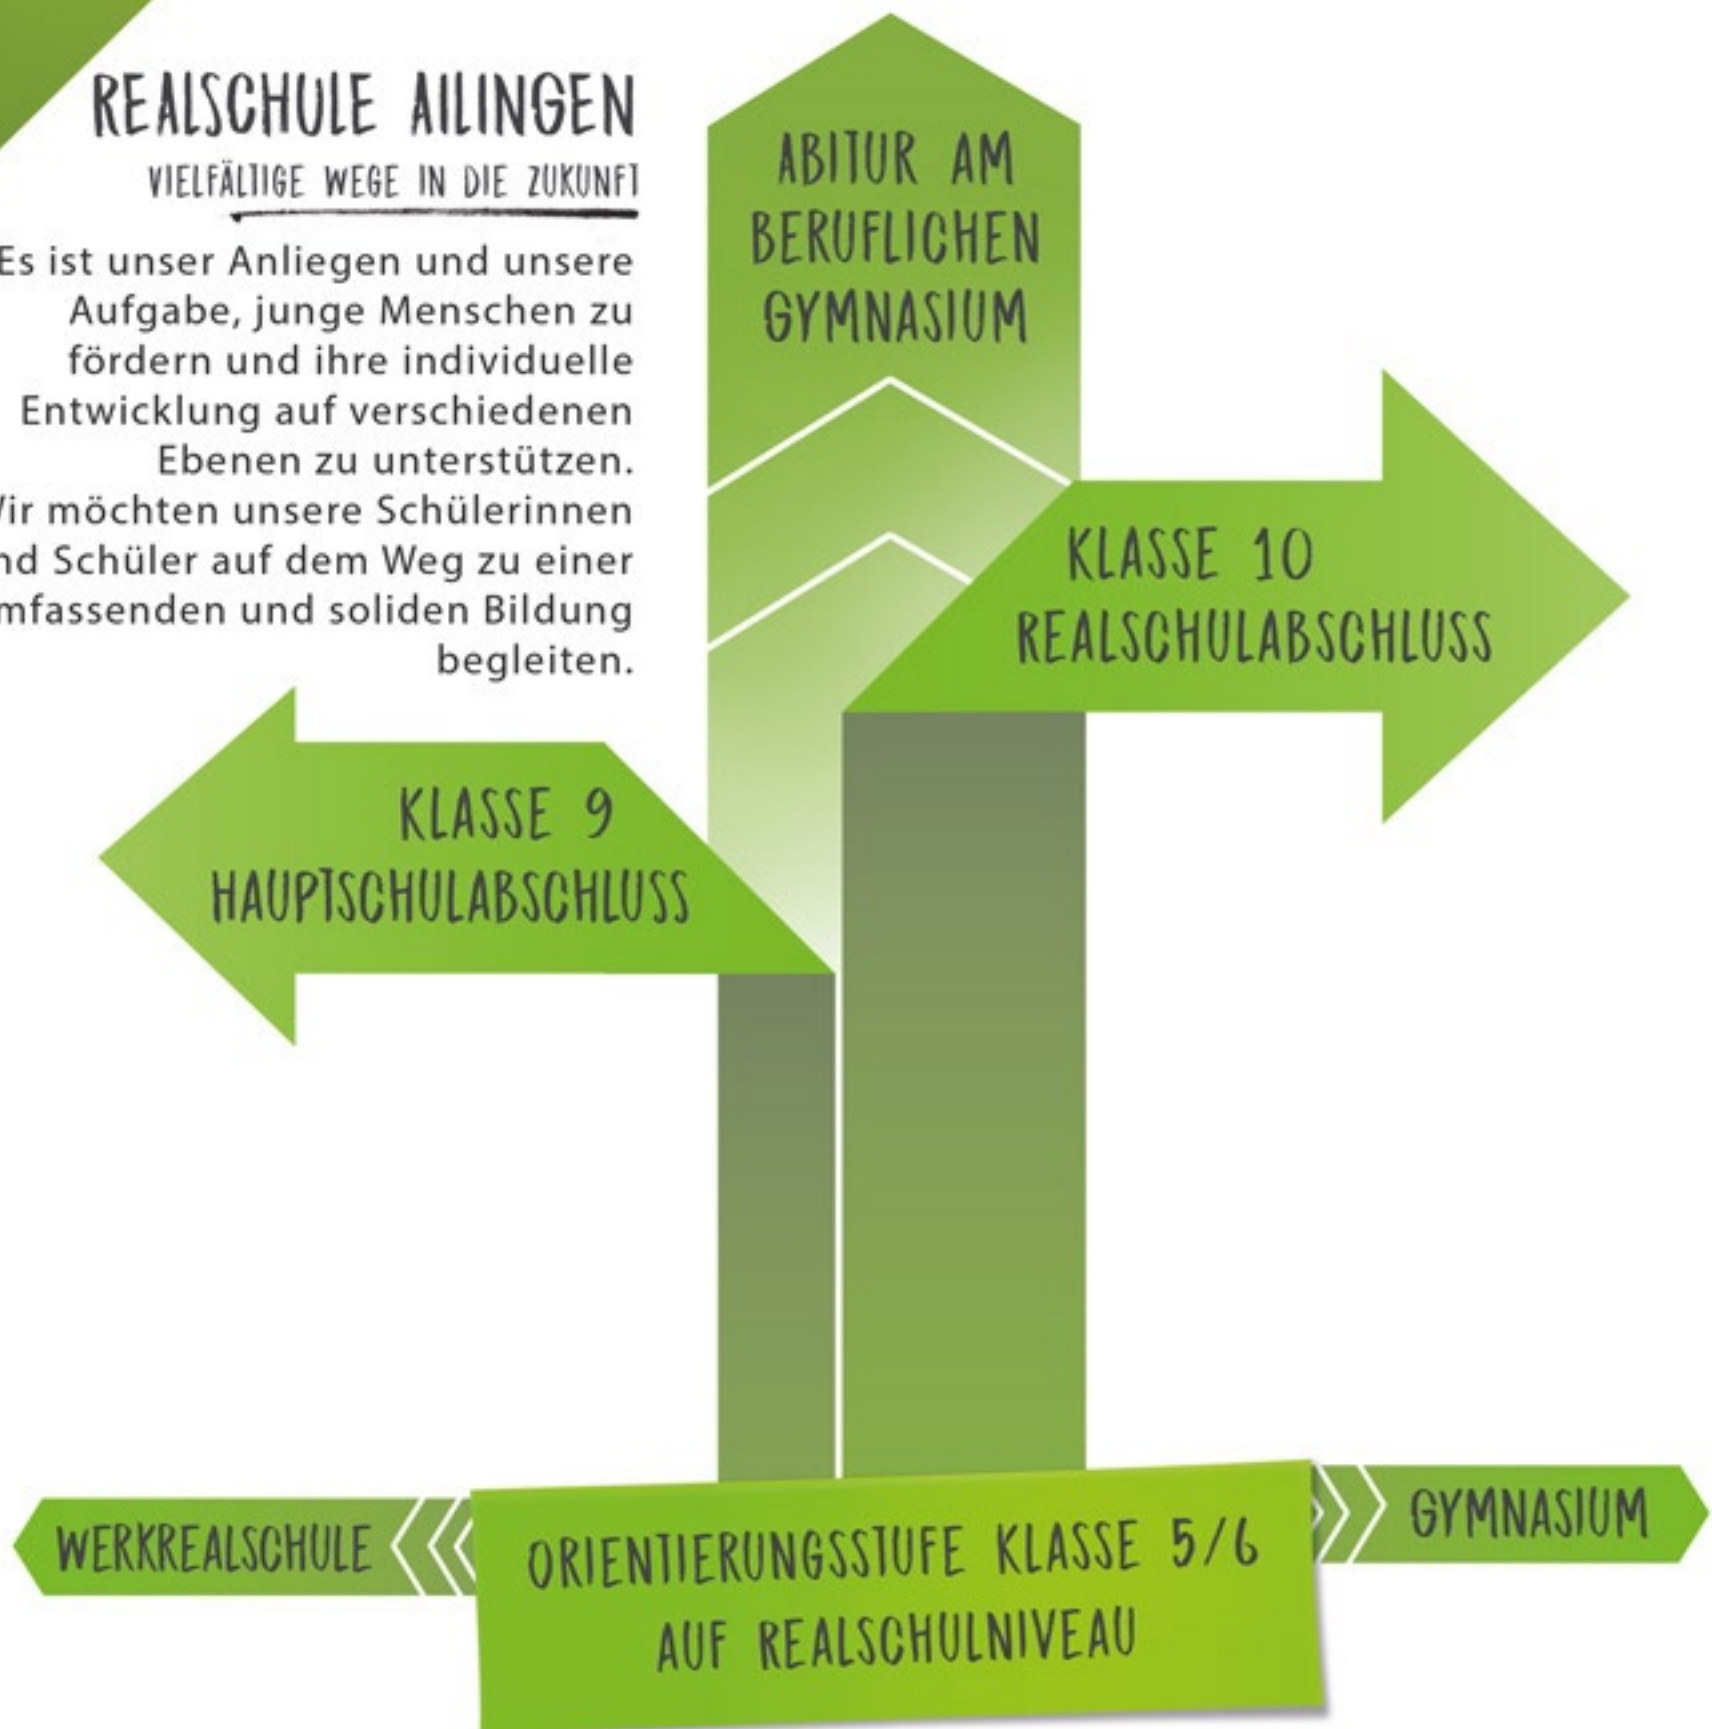 REALSCHULE AILINGEN
VIELFÄLTIGE WEGE IN DIE ZUKUNFT
Es ist unser Anliegen und unsere
Aufgabe, junge Menschen zu
fördern und ihre individuelle
Entwicklung auf verschiedenen
Ebenen zu unterstützen.
möchten unsere Schülerinnen
Schüler auf dem Weg zu einer
und soliden Bildung
begleiten.
ABITUR AM
BERUFLICHEN
GYMNASIUM
KLASSE 10
REALSCHULABSCHLUSS
KLASSE 9
HAUPTSCHULABSCHLUSS
WERKREALSCHULE
ORIENTIERUNGSSTUFE KLASSE 5/6
AUF REALSCHULNIVEAU
GYMNASIUM